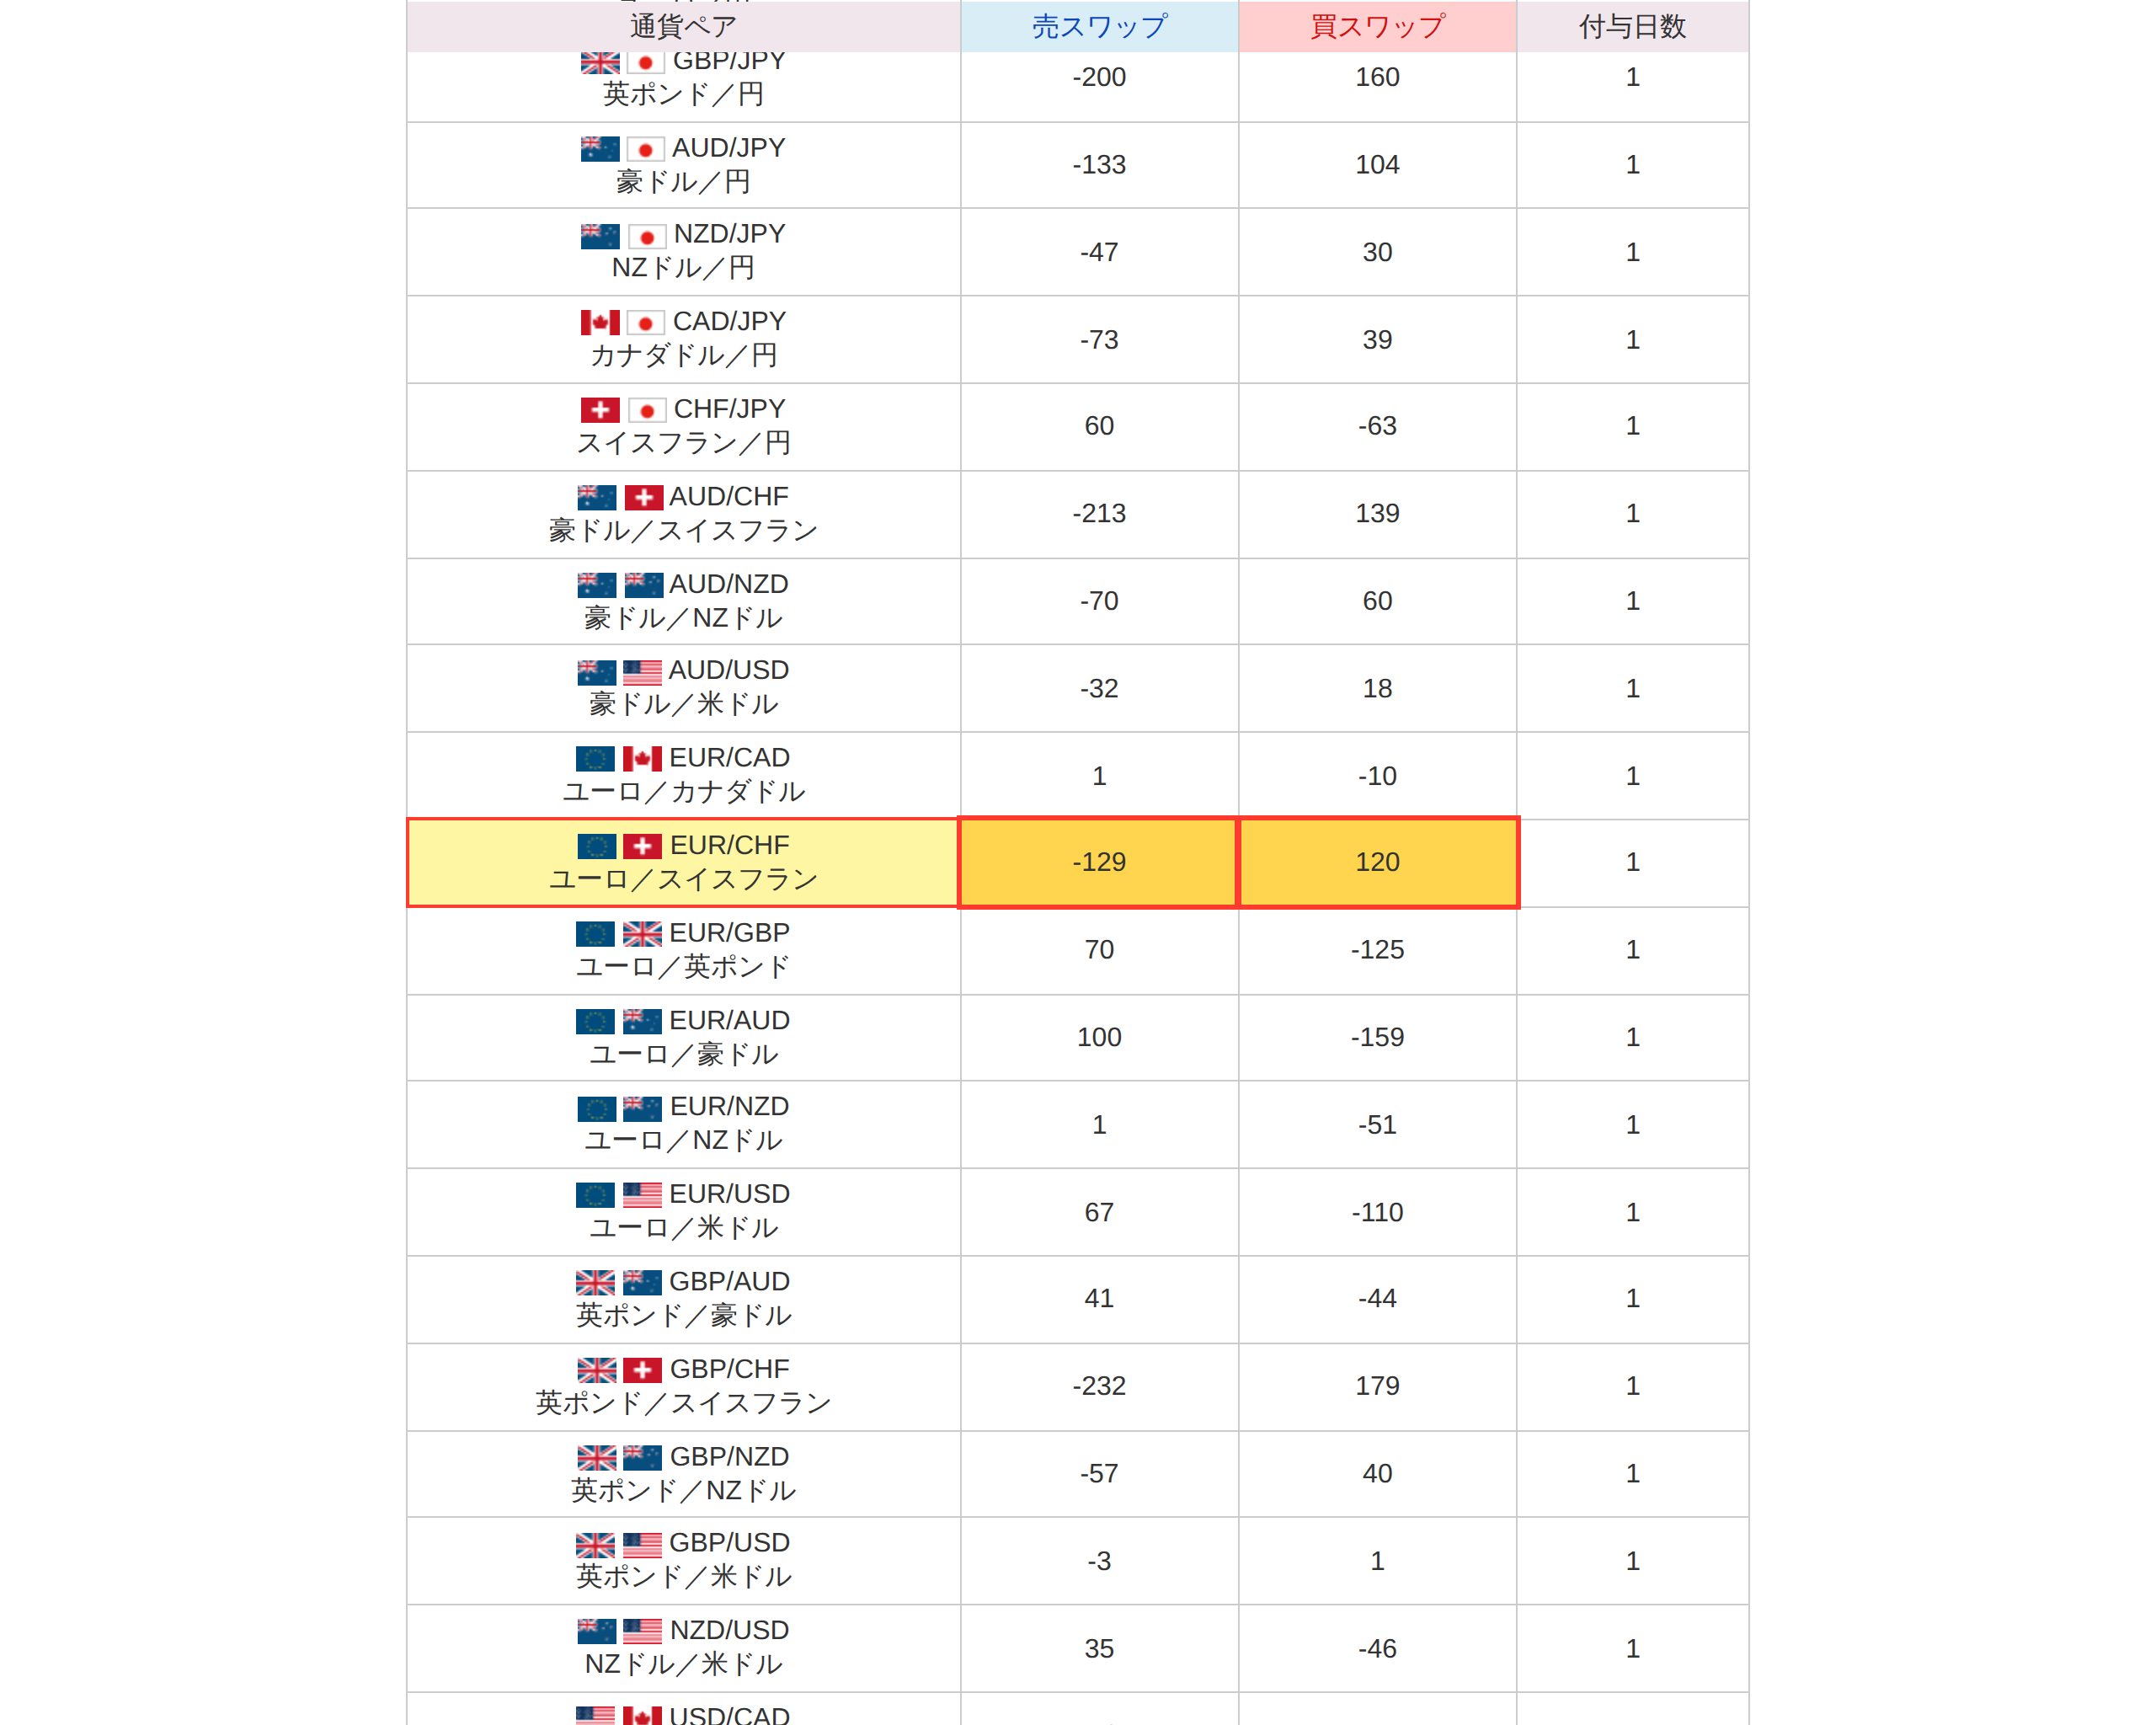 通貨ペア 売スワップ 買スワップ 付与日数
GBP/JPY
英ポンド／円 -200 160 1
AUD/JPY
豪ドル／円 -133 104 1
NZD/JPY
NZドル／円 -47 30 1
CAD/JPY
カナダドル／円 -73 39 1
CHF/JPY
スイスフラン／円 60 -63 1
AUD/CHF
豪ドル／スイスフラン -213 139 1
AUD/NZD
豪ドル／NZドル -70 60 1
AUD/USD
豪ドル／米ドル -32 18 1
EUR/CAD
ユーロ／カナダドル 1 -10 1
EUR/CHF
ユーロ／スイスフラン -129 120 1
EUR/GBP
ユーロ／英ポンド 70 -125 1
EUR/AUD
ユーロ／豪ドル 100 -159 1
EUR/NZD
ユーロ／NZドル 1 -51 1
EUR/USD
ユーロ／米ドル 67 -110 1
GBP/AUD
英ポンド／豪ドル 41 -44 1
GBP/CHF
英ポンド／スイスフラン -232 179 1
GBP/NZD
英ポンド／NZドル -57 40 1
GBP/USD
英ポンド／米ドル -3 1 1
NZD/USD
NZドル／米ドル 35 -46 1
USD/CAD